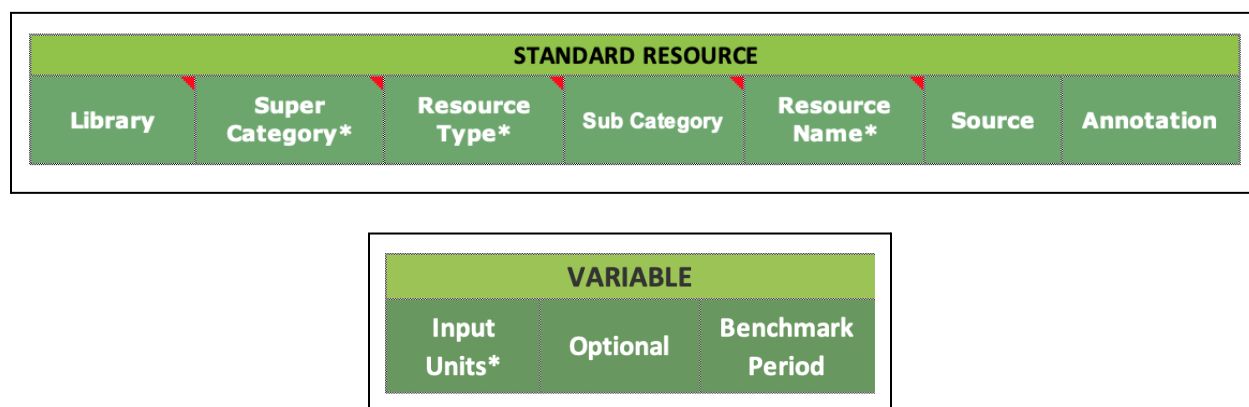 STANDARD RESOURCE
Library
Super
Category*
Resource
Type*
Sub Category
Resource
Name*
Source
Annotation
VARIABLE
Input
Units*
Optional
Benchmark
Period